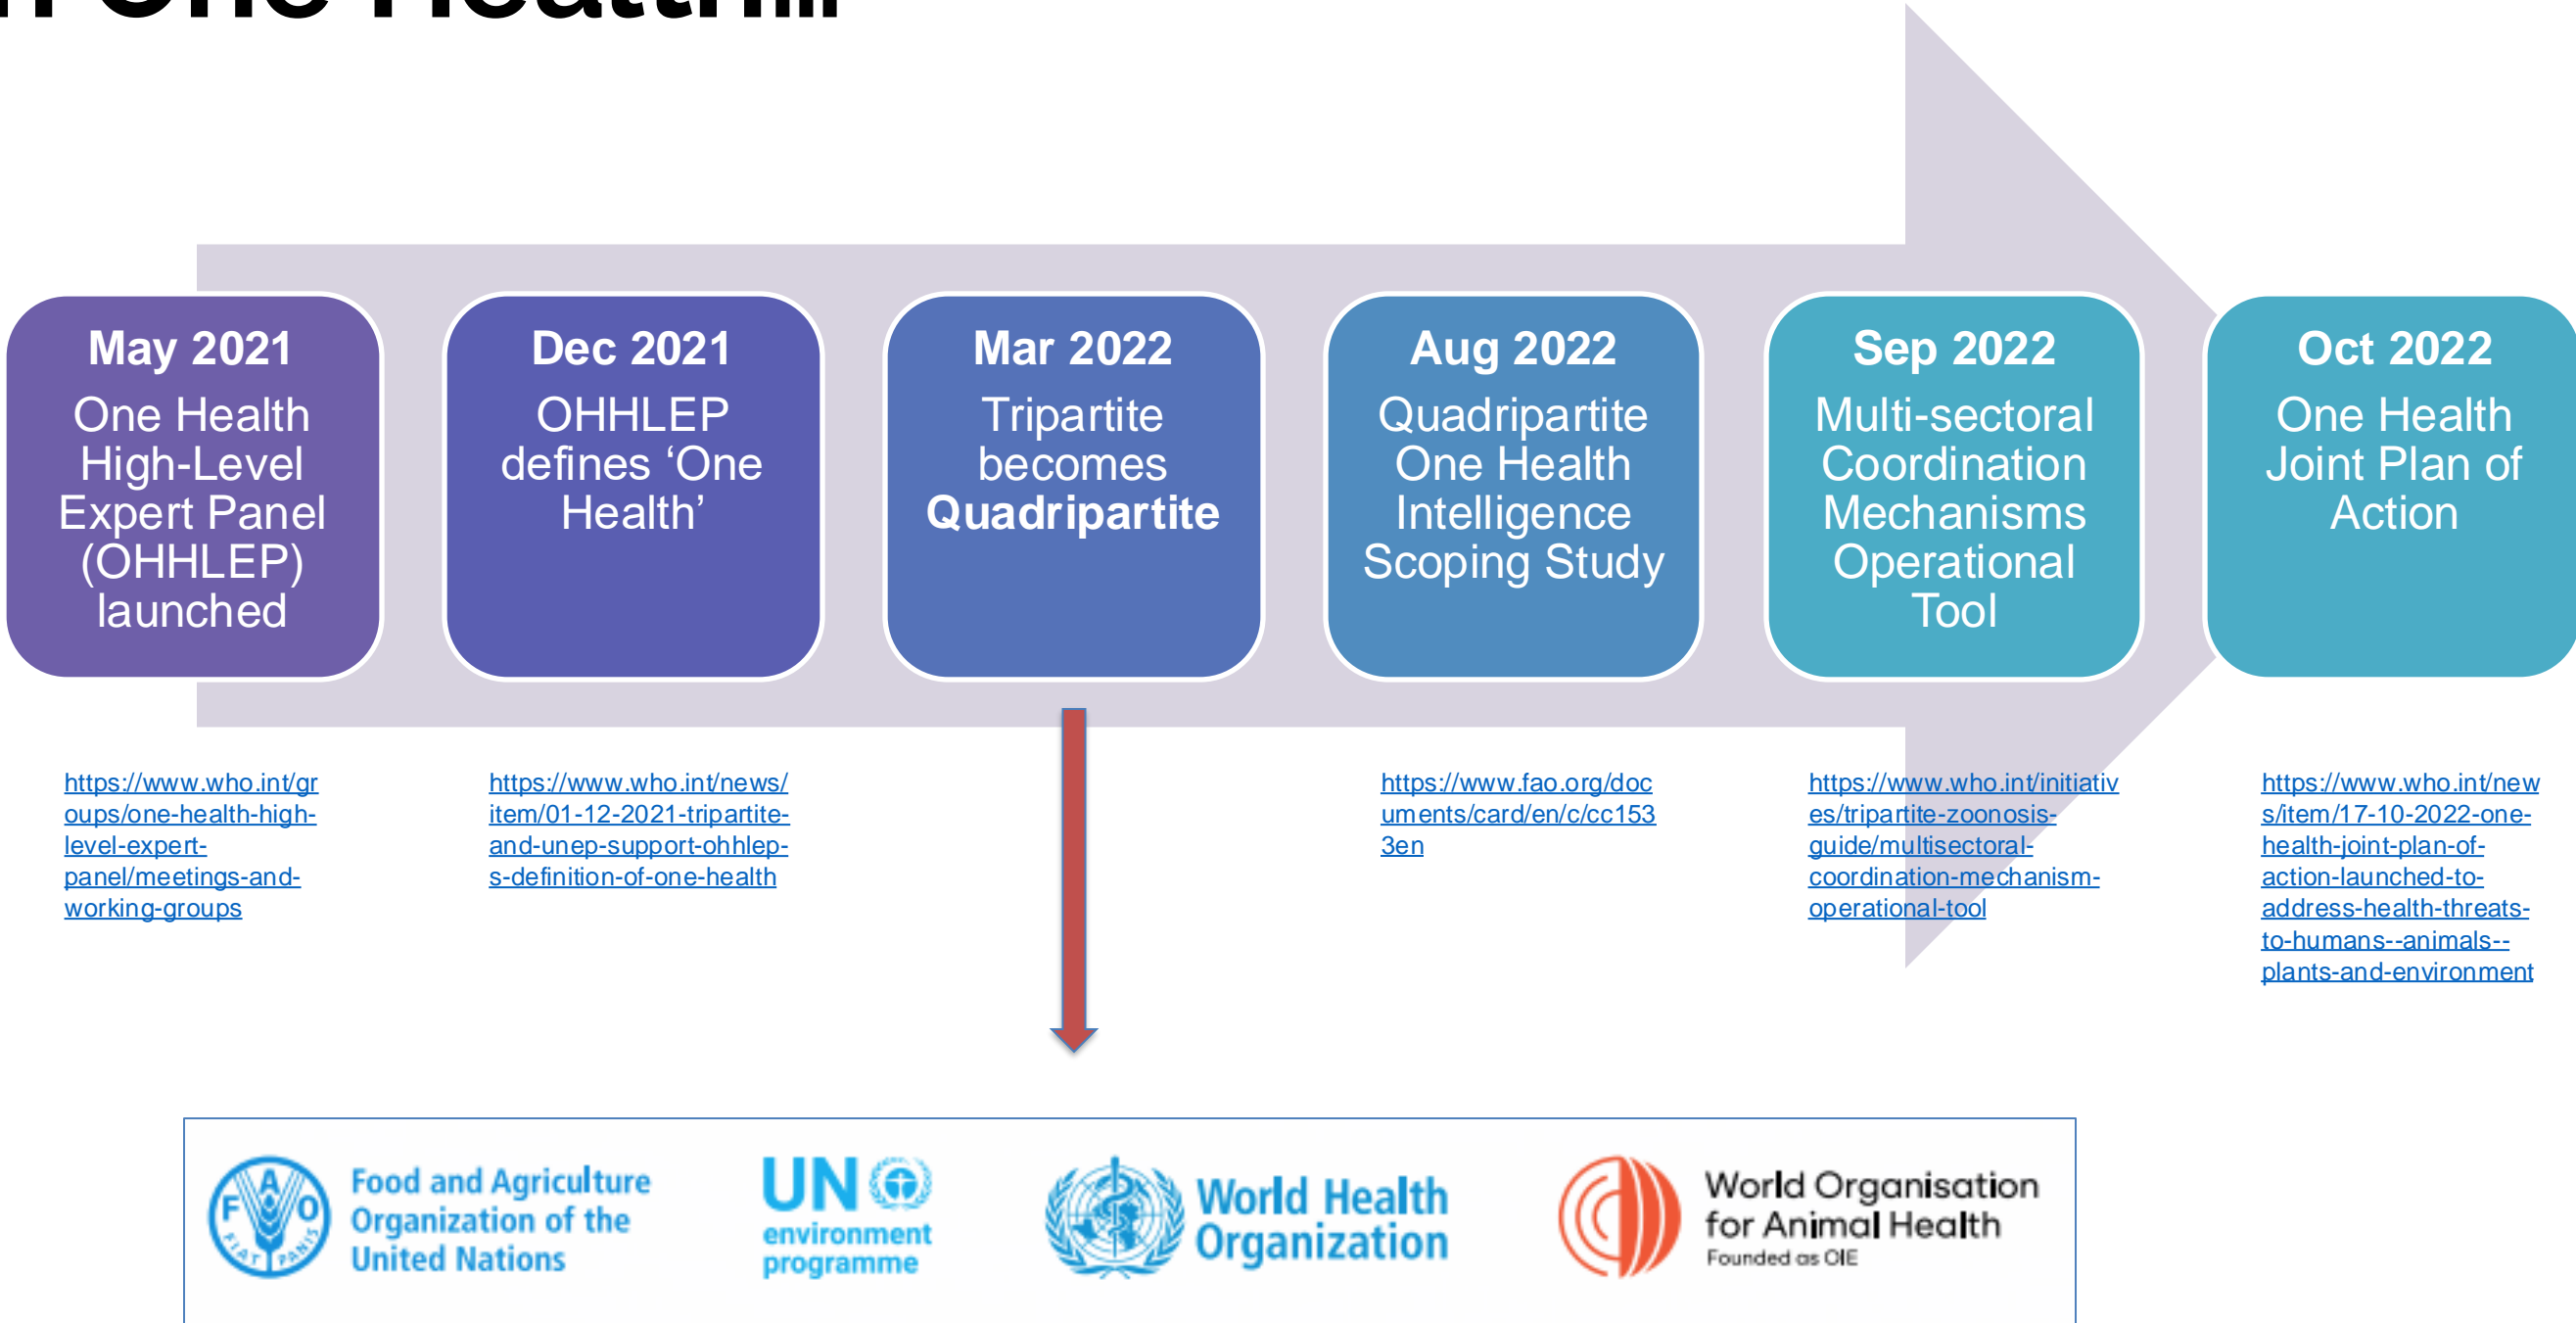 One Health...
May 2021
One Health
High-Level
Expert Panel
(OHHLEP)
launched
Dec 2021
OHHLEP
defines ‘One
Health’
Mar 2022
Tripartite
becomes
Quadripartite
Aug 2022
Quadripartite
One Health
Intelligence
Scoping Study
Sep 2022
Multi-sectoral
Coordination
Mechanisms
Operational
Tool
Oct 2022
One Health
Joint Plan of
Action
https://www.who.int/gr
oups/one-health-high-
level-expert-
panel/meetings-and-
working-groups
https://www.who.int/news/
item/01-12-2021-tripartite-
and-unep-support-ohhlep-
s-definition-of-one-health
https://www.fao.org/doc
uments/card/en/c/cc153
3en
https://www.who.int/initiativ
es/tripartite-zoonosis-
guide/multisectoral-
coordination-mechanism-
operational-tool
https://www.who.int/new
s/item/17-10-2022-one-
health-joint-plan-of-
action-launched-to-
address-health-threats-
to-humans--animals--
plants-and-environment
FAO
FIAT PANIS
Food and Agriculture
Organization of the
United Nations
UN
environment
programme
World Health
Organization
World Organisation
for Animal Health
Founded as OIE